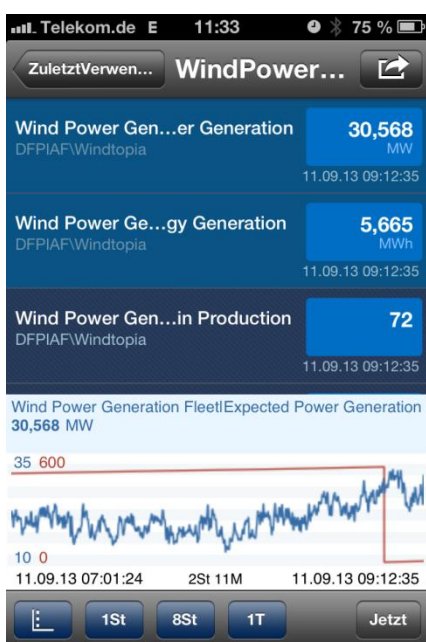 Telekom.de E 11:33 75 %
ZuletztVerwen... WindPower...
Wind Power Gen...er Generation 30,568
DFPIAF\Windtopia MW
11.09.13 09:12:35
Wind Power Ge...gy Generation 5,665
DFPIAF\Windtopia MWh
11.09.13 09:12:35
Wind Power Gen...in Production 72
DFPIAF\Windtopia
11.09.13 09:12:35
Wind Power Generation Fleet|Expected Power Generation
30,568 MW
35 600
10 0
11.09.13 07:01:24 2St 11M 11.09.13 09:12:35
1St 8St 1T Jetzt